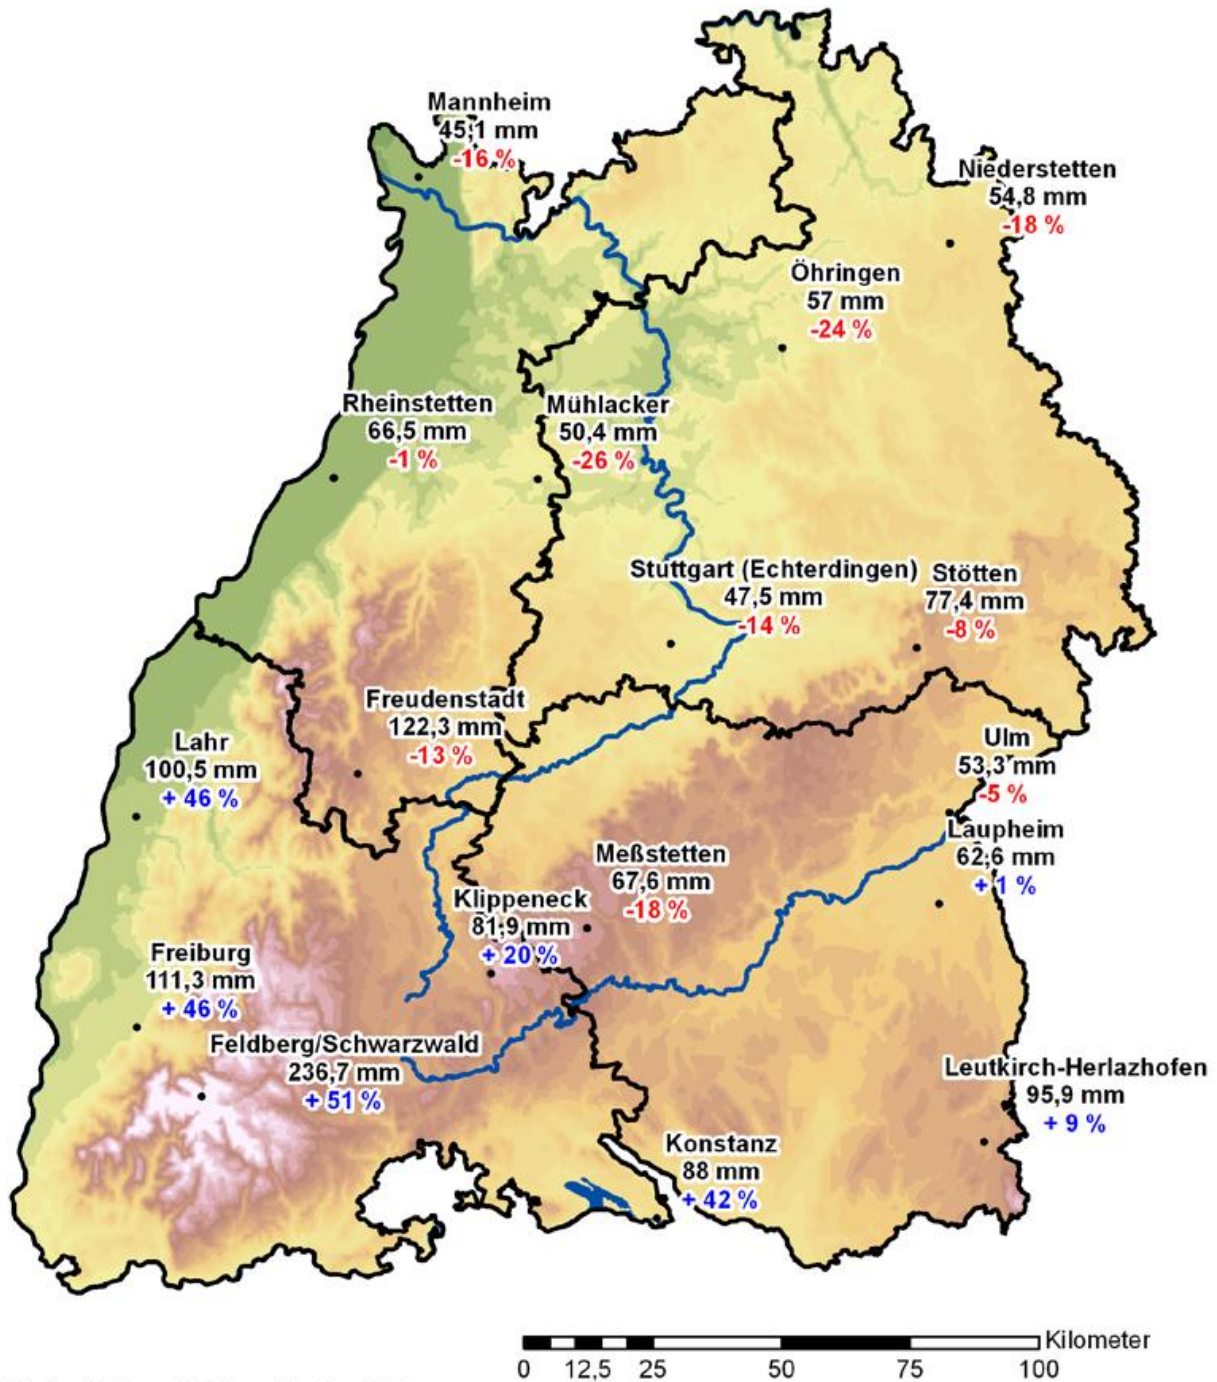 Mannheim
45,1 mm
-16 %
Niederstetten
54,8 mm
-18 %
Öhringen
57 mm
-24 %
Rheinstetten
66,5 mm
-1 %
Mühlacker
50,4 mm
-26 %
Stuttgart (Echterdingen)
47,5 mm
-14 %
Stötten
77,4 mm
-8 %
Freudenstadt
122,3 mm
-13 %
Lahr
100,5 mm
+ 46 %
Ulm
53,3 mm
-5 %
Laupheim
62,6 mm
+ 1 %
Meßstetten
67,6 mm
-18 %
Klippeneck
81,9 mm
+ 20 %
Freiburg
111,3 mm
+ 46 %
Feldberg/Schwarzwald
236,7 mm
+ 51 %
Leutkirch-Herlazhofen
95,9 mm
+ 9 %
Konstanz
88 mm
+ 42 %
Kilometer
0 12,5 25 50 75 100